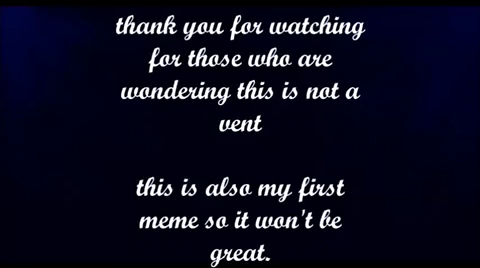 thank you for watching
for those who are
wondering this is not a
vent
this is also my first
meme so it won't be
great.